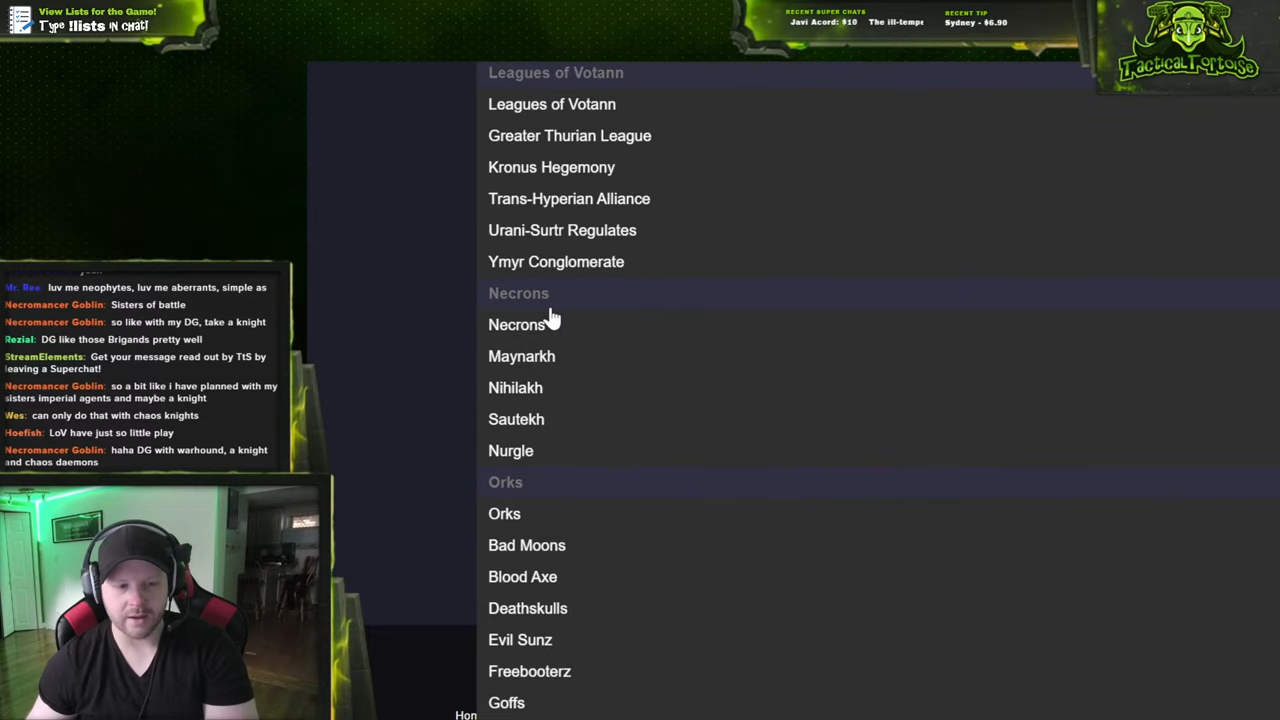 View Lists for the Game!
Type !lists in chat!
RECENT SUPER CHATS
Javi Acord: $10 The ill-tempe
RECENT TIP
Sydney - $6.90
TACTICALTORTOISE
Leagues of Votann
Leagues of Votann
Greater Thurian League
Kronus Hegemony
Trans-Hyperian Alliance
Urani-Surtr Regulates
Ymyr Conglomerate
Necrons
Necrons
Maynarkh
Nihilakh
Sautekh
Nurgle
Orks
Orks
Bad Moons
Blood Axe
Deathskulls
Evil Sunz
Freebooterz
Goffs
Mr. Ree: luv me neophytes, luv me aberrants, simple as
Necromancer Goblin: Sisters of battle
Necromancer Goblin: so like with my DG, take a knight
Rezial: DG like those Brigands pretty well
StreamElements: Get your message read out by TtS by
leaving a Superchat!
Necromancer Goblin: so a bit like i have planned with my
sisters imperial agents and maybe a knight
Wes: can only do that with chaos knights
Hoefish: LoV have just so little play
Necromancer Goblin: haha DG with warhound, a knight
and chaos daemons
Hom